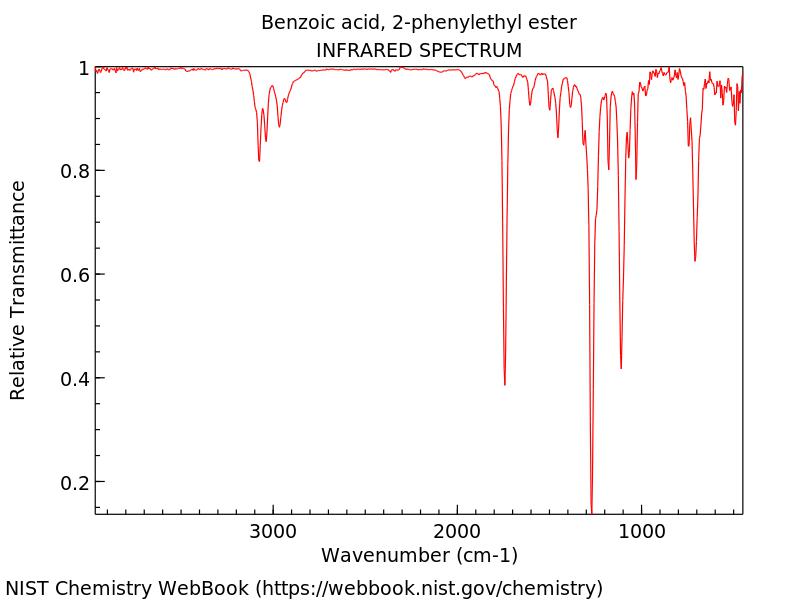 Benzoic acid, 2-phenylethyl ester
INFRARED SPECTRUM
1
0.8
0.6
0.4
0.2
Relative Transmittance
3000 2000 1000
Wavenumber (cm-1)
NIST Chemistry WebBook (https://webbook.nist.gov/chemistry)